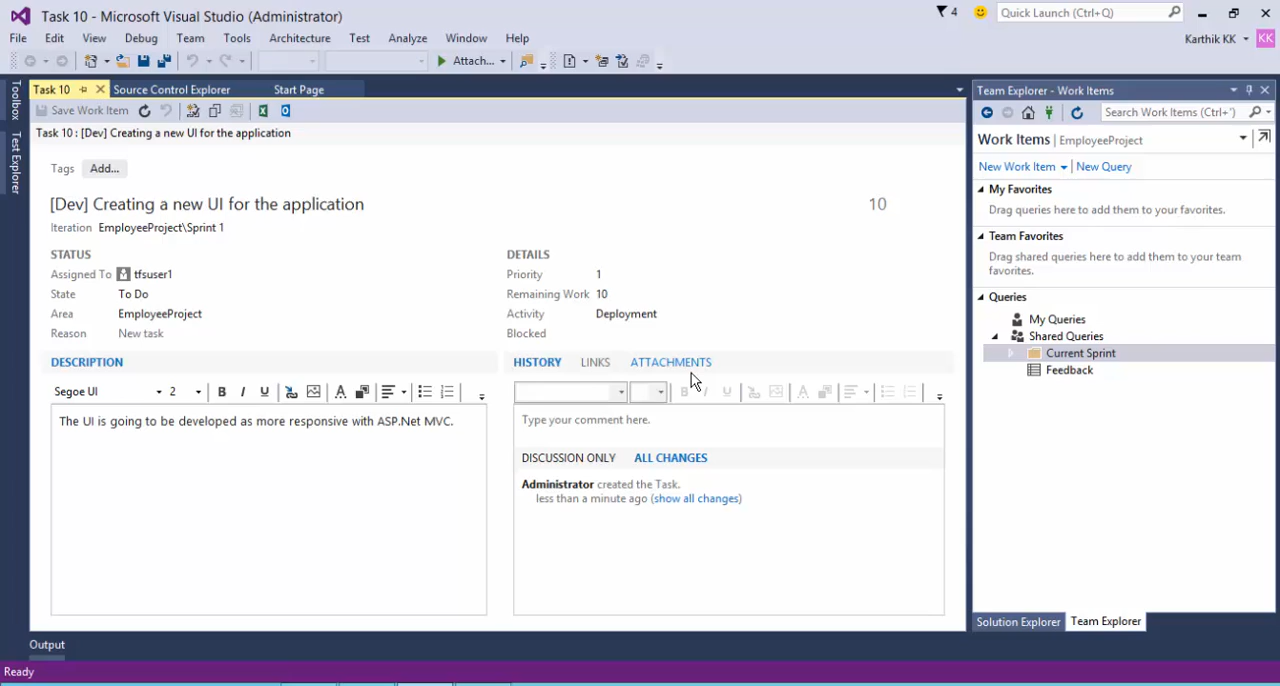 Task 10 - Microsoft Visual Studio (Administrator)
4
Quick Launch (Ctrl+Q)
File Edit View Debug Team Tools Architecture Test Analyze Window Help
Karthik KK
KK
Attach...
Toolbox
Test Explorer
Task 10
Source Control Explorer
Start Page
Save Work Item
Task 10 : [Dev] Creating a new UI for the application
Tags Add...
[Dev] Creating a new UI for the application
10
Iteration EmployeeProject\Sprint 1
STATUS
Assigned To tfsuser1
State To Do
Area EmployeeProject
Reason New task
DETAILS
Priority 1
Remaining Work 10
Activity Deployment
Blocked
DESCRIPTION
Segoe UI 2 B I U
The UI is going to be developed as more responsive with ASP.Net MVC.
HISTORY LINKS ATTACHMENTS
B I U
Type your comment here.
DISCUSSION ONLY ALL CHANGES
Administrator created the Task.
less than a minute ago (show all changes)
Team Explorer - Work Items
Search Work Items (Ctrl+')
Work Items | EmployeeProject
New Work Item New Query
My Favorites
Drag queries here to add them to your favorites.
Team Favorites
Drag shared queries here to add them to your team
favorites.
Queries
My Queries
Shared Queries
Current Sprint
Feedback
Solution Explorer Team Explorer
Output
Ready